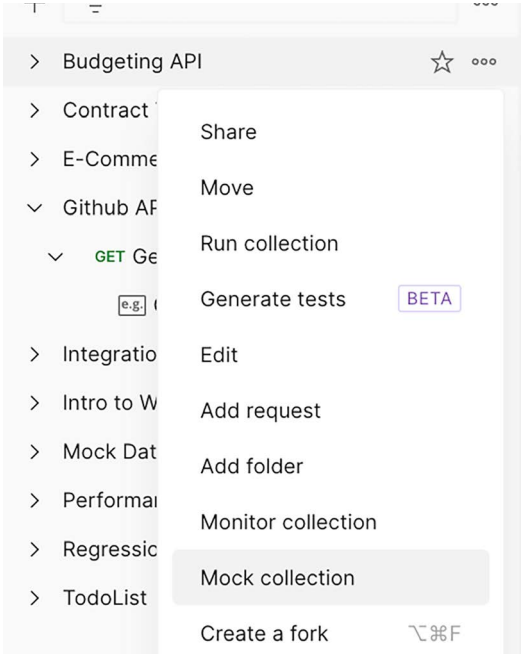 Budgeting API
Contract
Share
E-Comme
Move
Github AP
Run collection
GET Ge
Generate tests BETA
e.g.
Integratio
Edit
Intro to W
Add request
Mock Dat
Add folder
Performa
Monitor collection
Regressio
Mock collection
TodoList
Create a fork ⌥⌘F